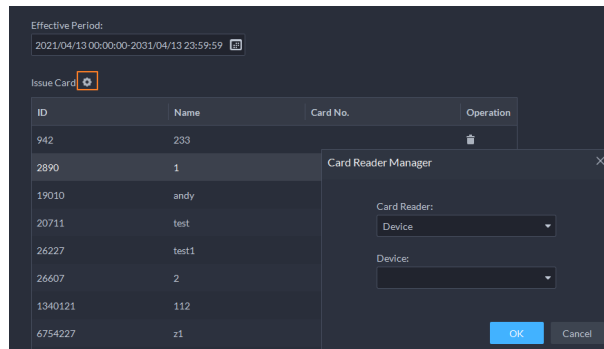 Effective Period:
2021/04/13 00:00:00-2031/04/13 23:59:59
Issue Card
ID Name Card No. Operation
942 233
2890 1
Card Reader Manager
19010 andy
Card Reader:
20711 test
Device
26227 test1
Device:
26607 2
1340121 112
6754227 z1
OK Cancel